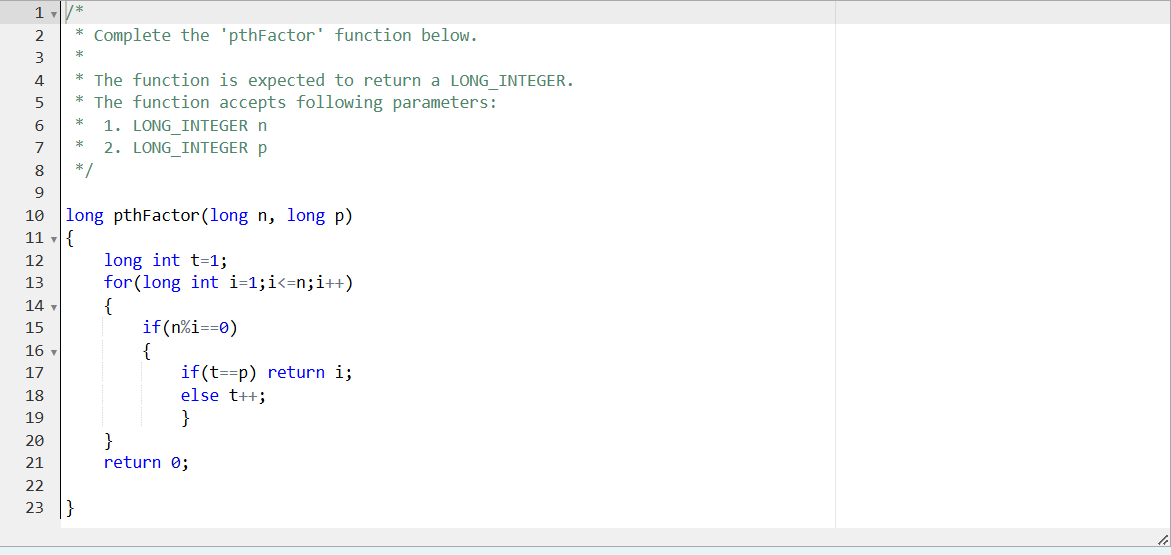 1 /*
2  * Complete the 'pthFactor' function below.
3  *
4  * The function is expected to return a LONG_INTEGER.
5  * The function accepts following parameters:
6  *  1. LONG_INTEGER n
7  *  2. LONG_INTEGER p
8  */
9
10 long pthFactor(long n, long p)
11 {
12     long int t=1;
13     for(long int i=1;i<=n;i++)
14     {
15         if(n%i==0)
16         {
17             if(t==p) return i;
18             else t++;
19             }
20     }
21     return 0;
22
23 }